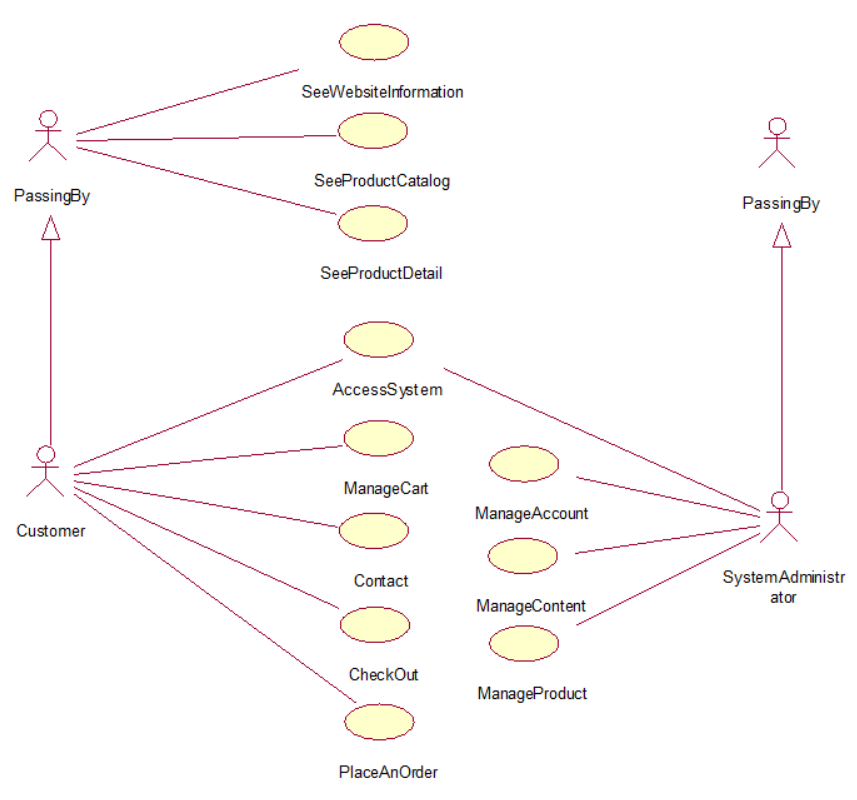 SeeWebsiteInformation
SeeProductCatalog
PassingBy
PassingBy
SeeProductDetail
AccessSystem
ManageCart
ManageAccount
Customer
Contact
SystemAdministr
ator
ManageContent
CheckOut
ManageProduct
PlaceAnOrder